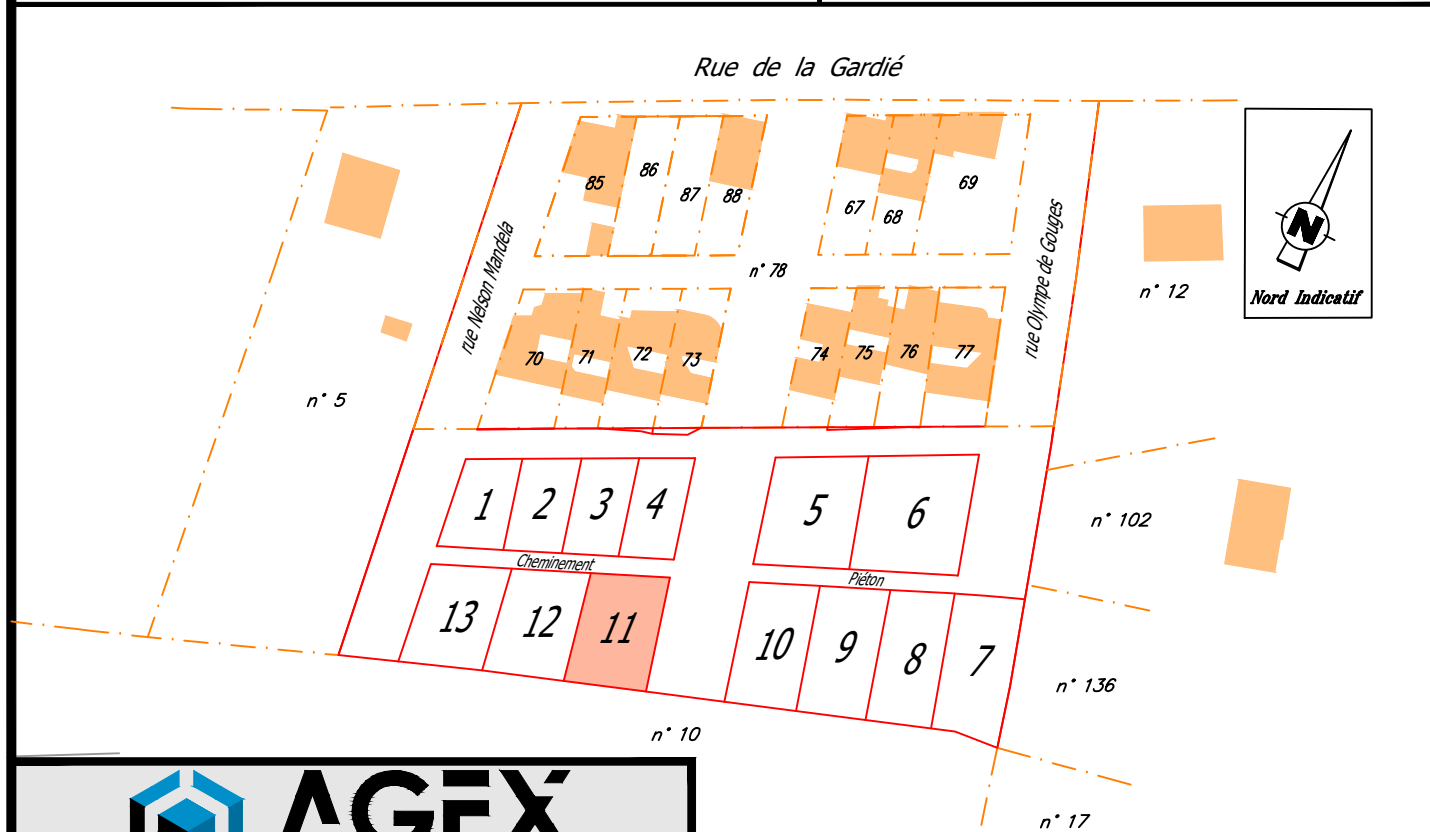 Rue de la Gardié
85
86
87
88
67
68
69
rue Nelson Mandela
rue Olympe de Gouges
n° 78
n° 12
N
Nord Indicatif
70
71
72
73
74
75
76
77
n° 5
1
2
3
4
5
6
n° 102
Cheminement
Piéton
13
12
11
10
9
8
7
n° 136
n° 10
n° 17
AGEX